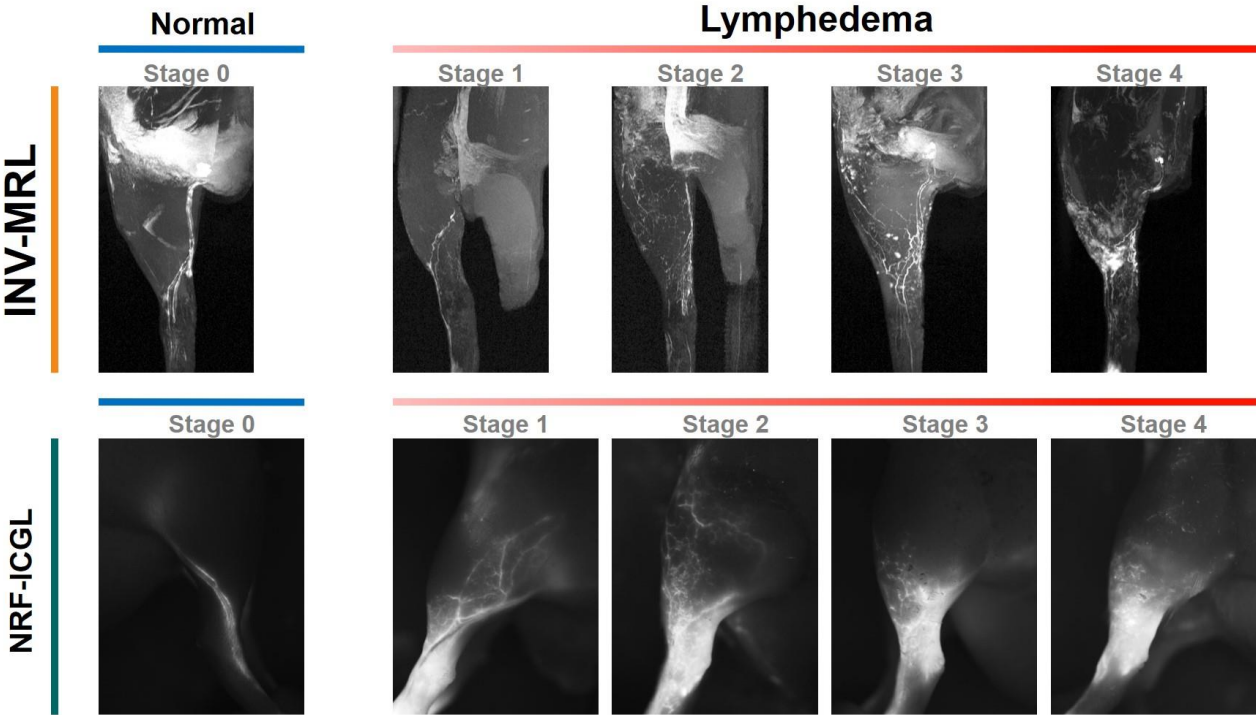 Normal
Lymphedema
Stage 0
Stage 1
Stage 2
Stage 3
Stage 4
INV-MRL
Stage 0
Stage 1
Stage 2
Stage 3
Stage 4
NRF-ICGL